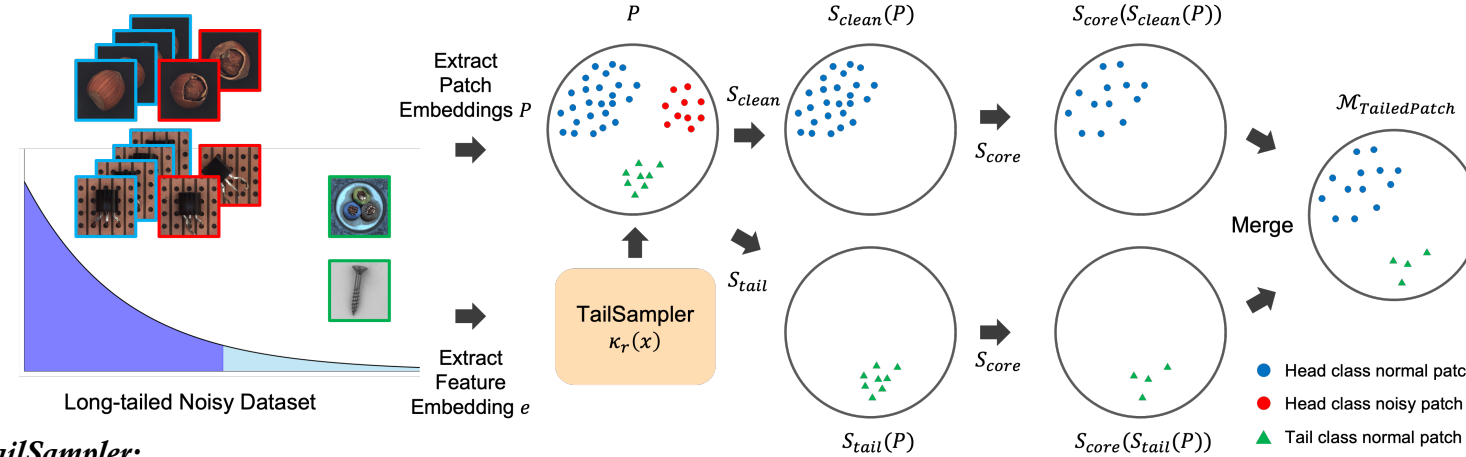 P
S_clean(P)
S_core(S_clean(P))
Extract
Patch
Embeddings P
S_clean
S_core
M_TailedPatch
Merge
S_tail
TailSampler
κ_r(x)
Extract
Feature
Embedding e
S_core
Long-tailed Noisy Dataset
S_tail(P)
S_core(S_tail(P))
Head class normal patc
Head class noisy patch
Tail class normal patch
ailSampler: